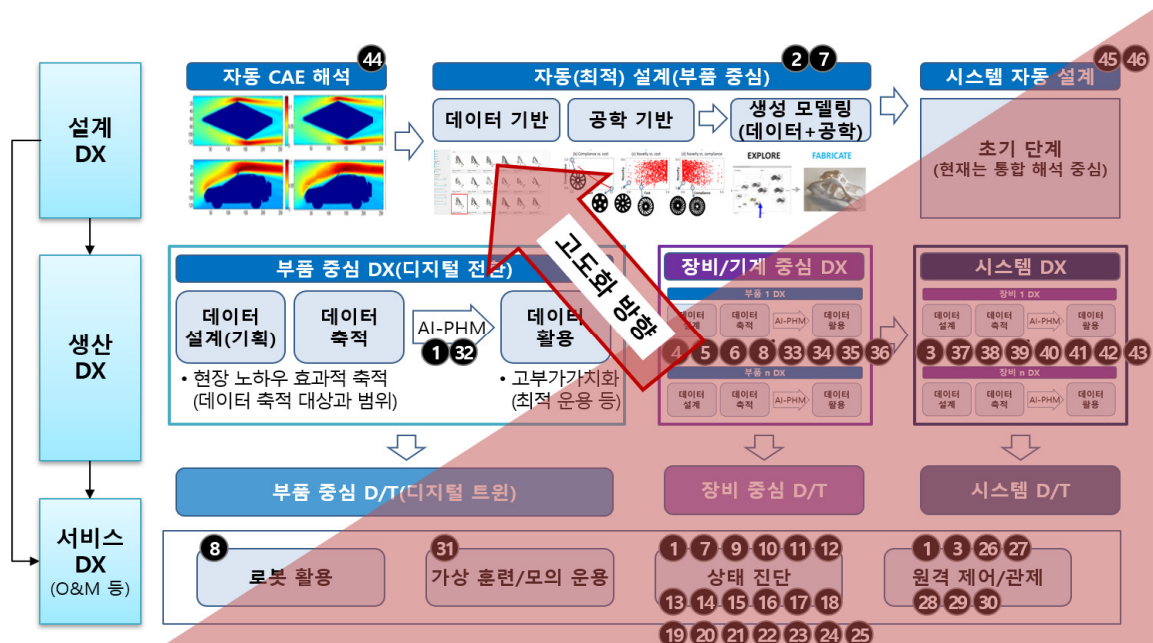 44
2 7
45 46
자동 CAE 해석
자동(최적) 설계(부품 중심)
시스템 자동 설계
설계
DX
데이터 기반
공학 기반
생성 모델링
(데이터+공학)
초기 단계
(현재는 통합 해석 중심)
EXPLORE
FABRICATE
고도화 방향
생산
DX
부품 중심 DX(디지털 전환)
데이터
설계(기획)
데이터
축적
AI-PHM
1 32
데이터
활용
• 현장 노하우 효과적 축적
(데이터 축적 대상과 범위)
• 고부가가치화
(최적 운용 등)
장비/기계 중심 DX
부품 1 DX
데이터
설계
데이터
축적
AI-PHM
데이터
활용
4 5 6 8 33 34 35 36
부품 n DX
데이터
설계
데이터
축적
AI-PHM
데이터
활용
시스템 DX
장비 1 DX
데이터
설계
데이터
축적
AI-PHM
데이터
활용
3 37 38 39 40 41 42 43
장비 n DX
데이터
설계
데이터
축적
AI-PHM
데이터
활용
부품 중심 D/T(디지털 트윈)
장비 중심 D/T
시스템 D/T
서비스
DX
(O&M 등)
8
로봇 활용
31
가상 훈련/모의 운용
1 7 9 10 11 12
상태 진단
13 14 15 16 17 18
19 20 21 22 23 24 25
1 3 26 27
원격 제어/관제
28 29 30